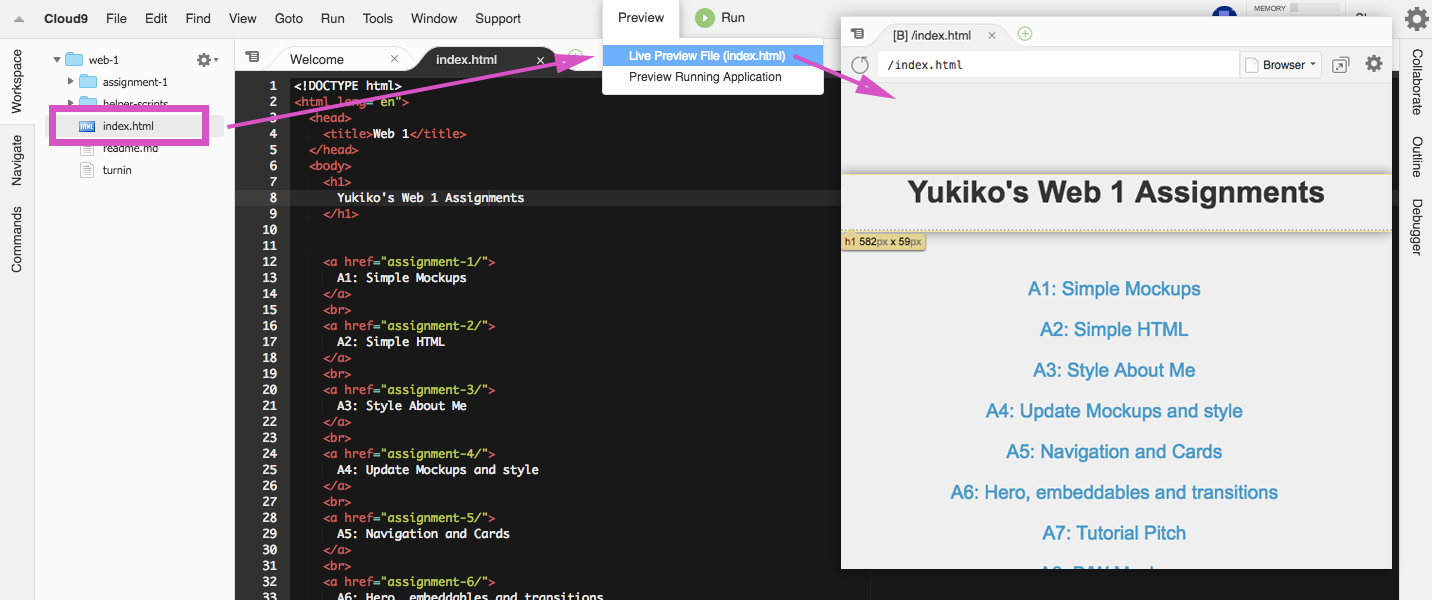 Cloud9 File Edit Find View Goto Run Tools Window Support Preview Run
MEMORY
Workspace
Navigate
Commands
web-1
assignment-1
helper-scripts
index.html
readme.md
turnin
Welcome
index.html
Live Preview File (index.html)
Preview Running Application
1 <!DOCTYPE html>
2 <html lang="en">
3 <head>
4 <title>Web 1</title>
5 </head>
6 <body>
7 <h1>
8 Yukiko's Web 1 Assignments
9 </h1>
10
11
12 <a href="assignment-1/">
13 A1: Simple Mockups
14 </a>
15 <br>
16 <a href="assignment-2/">
17 A2: Simple HTML
18 </a>
19 <br>
20 <a href="assignment-3/">
21 A3: Style About Me
22 </a>
23 <br>
24 <a href="assignment-4/">
25 A4: Update Mockups and style
26 </a>
27 <br>
28 <a href="assignment-5/">
29 A5: Navigation and Cards
30 </a>
31 <br>
32 <a href="assignment-6/">
33 A6: Hero, embeddables and transitions
[B] /index.html
/index.html
Browser
Yukiko's Web 1 Assignments
h1 582px x 59px
A1: Simple Mockups
A2: Simple HTML
A3: Style About Me
A4: Update Mockups and style
A5: Navigation and Cards
A6: Hero, embeddables and transitions
A7: Tutorial Pitch
Collaborate
Outline
Debugger